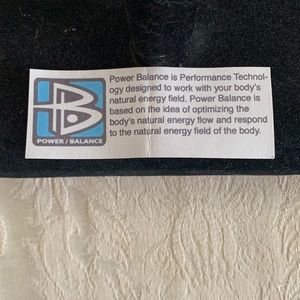 Power Balance is Performance Technol-
ogy designed to work with your body's
natural energy field. Power Balance is
based on the idea of optimizing the
body's natural energy flow and respond
to the natural energy field of the body.
POWER / BALANCE